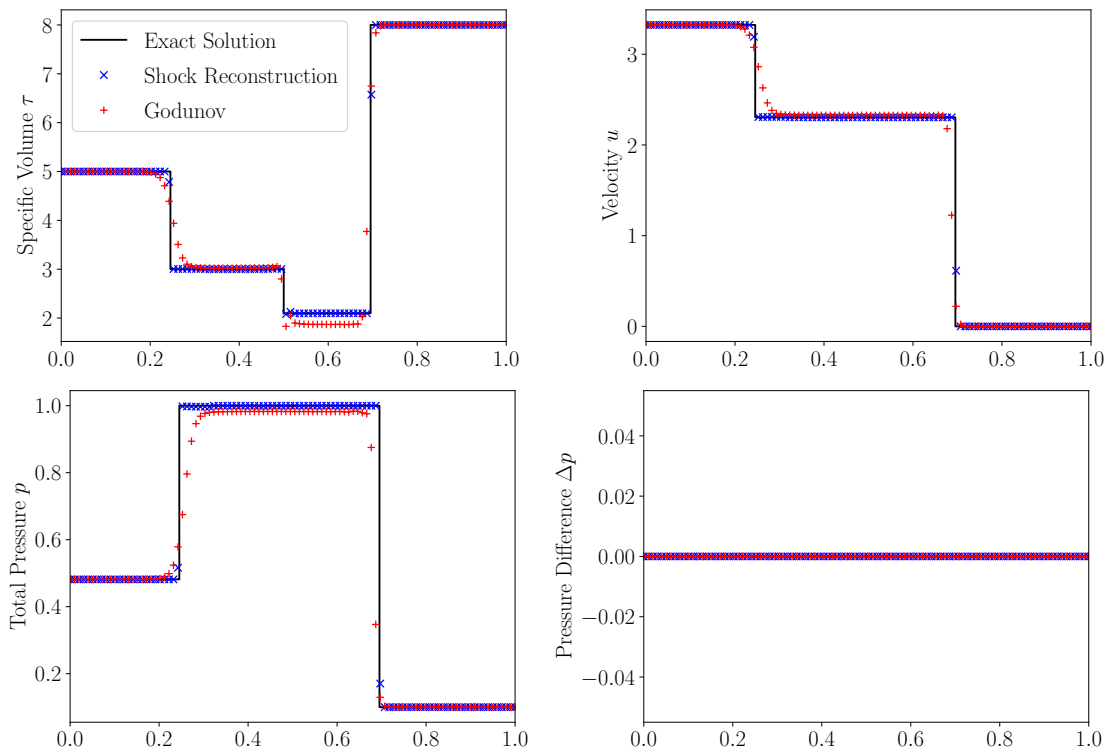 Specific Volume τ
8
7
6
5
4
3
2
0.0 0.2 0.4 0.6 0.8 1.0
Exact Solution
Shock Reconstruction
Godunov
Velocity u
3
2
1
0
0.0 0.2 0.4 0.6 0.8 1.0
Total Pressure p
1.0
0.8
0.6
0.4
0.2
0.0 0.2 0.4 0.6 0.8 1.0
Pressure Difference Δp
0.04
0.02
0.00
−0.02
−0.04
0.0 0.2 0.4 0.6 0.8 1.0